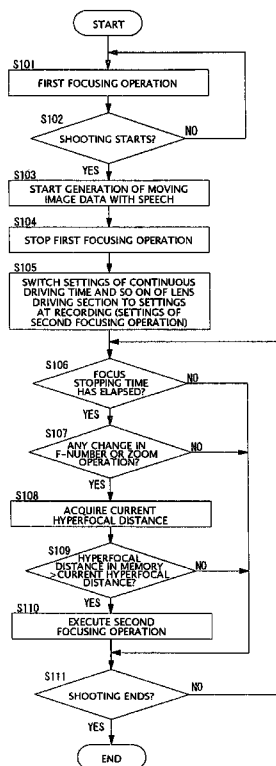 START
S101
FIRST FOCUSING OPERATION
S102
SHOOTING STARTS?
NO
YES
S103
START GENERATION OF MOVING
IMAGE DATA WITH SPEECH
S104
STOP FIRST FOCUSING OPERATION
S105
SWITCH SETTINGS OF CONTINUOUS
DRIVING TIME AND SO ON OF LENS
DRIVING SECTION TO SETTINGS
AT RECORDING (SETTINGS OF
SECOND FOCUSING OPERATION)
S106
FOCUS
STOPPING TIME
HAS ELAPSED?
NO
YES
S107
ANY CHANGE IN
F-NUMBER OR ZOOM
OPERATION?
NO
YES
S108
ACQUIRE CURRENT
HYPERFOCAL DISTANCE
S109
HYPERFOCAL
DISTANCE IN MEMORY
>CURRENT HYPERFOCAL
DISTANCE?
NO
YES
S110
EXECUTE SECOND
FOCUSING OPERATION
S111
SHOOTING ENDS?
NO
YES
END